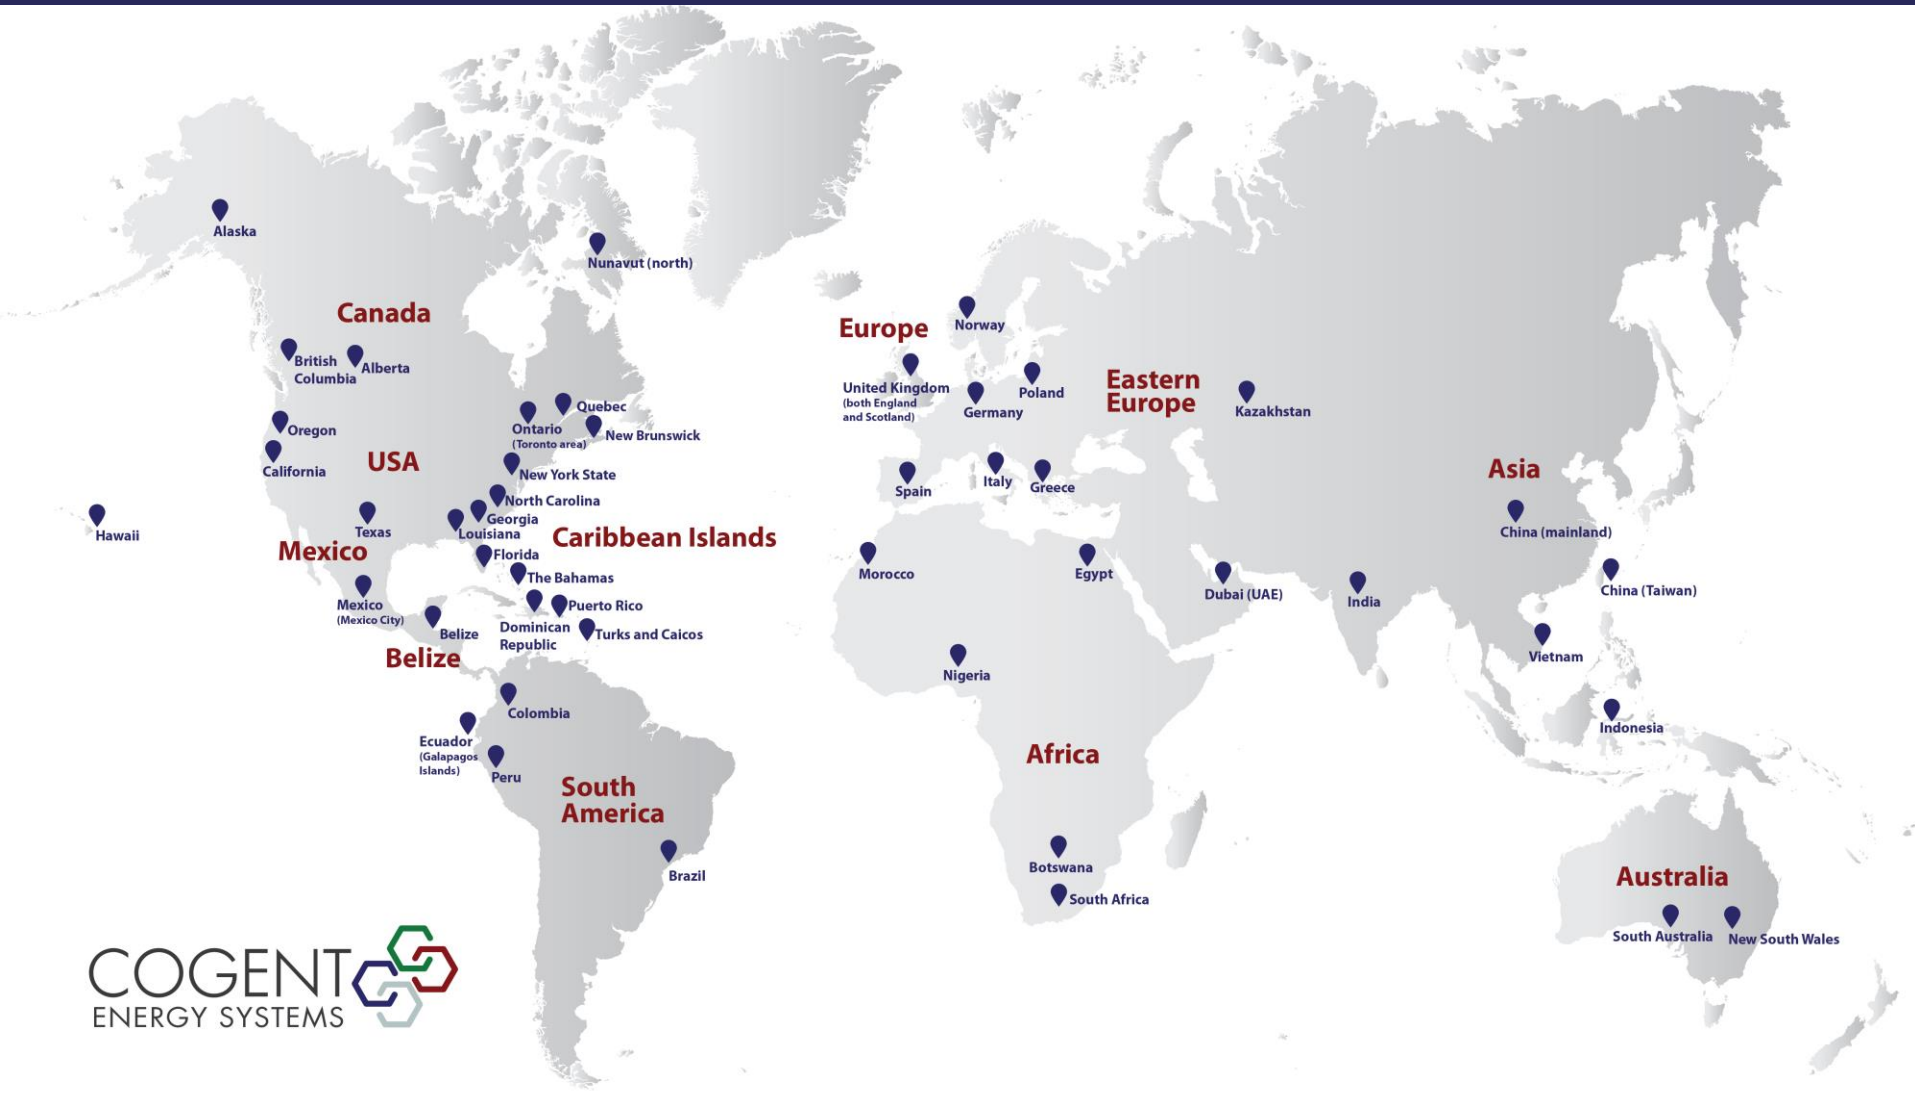 Alaska
Nunavut (north)
Canada
British
Columbia
Alberta
Quebec
Ontario
(Toronto area)
New Brunswick
Oregon
California
USA
New York State
North Carolina
Georgia
Louisiana
Texas
Hawaii
Florida
Caribbean Islands
Mexico
Mexico
(Mexico City)
The Bahamas
Puerto Rico
Dominican
Republic
Turks and Caicos
Belize
Belize
Colombia
Ecuador
(Galapagos
Islands)
Peru
South
America
Brazil
Europe
Norway
United Kingdom
(both England
and Scotland)
Germany
Poland
Eastern
Europe
Kazakhstan
Spain
Italy
Greece
Morocco
Egypt
Dubai (UAE)
Nigeria
Africa
Botswana
South Africa
Asia
China (mainland)
China (Taiwan)
India
Vietnam
Indonesia
Australia
South Australia
New South Wales
COGENT
ENERGY SYSTEMS